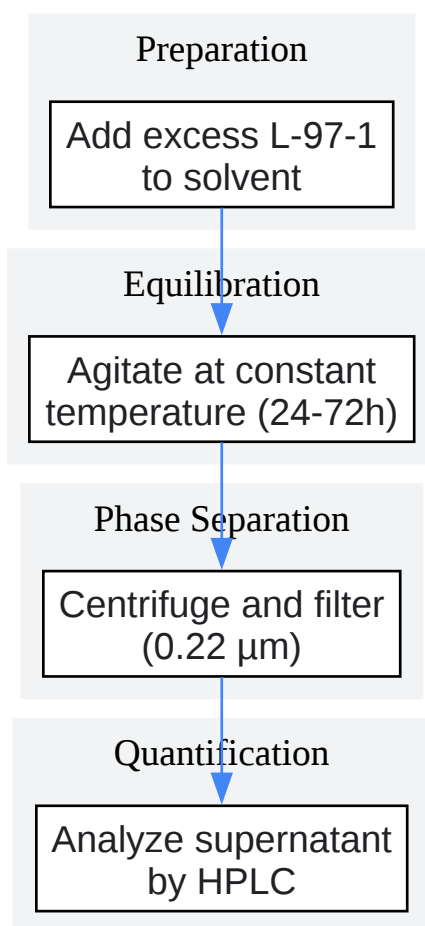 Preparation
Add excess L-97-1
to solvent
Equilibration
Agitate at constant
temperature (24-72h)
Phase Separation
Centrifuge and filter
(0.22 µm)
Quantification
Analyze supernatant
by HPLC